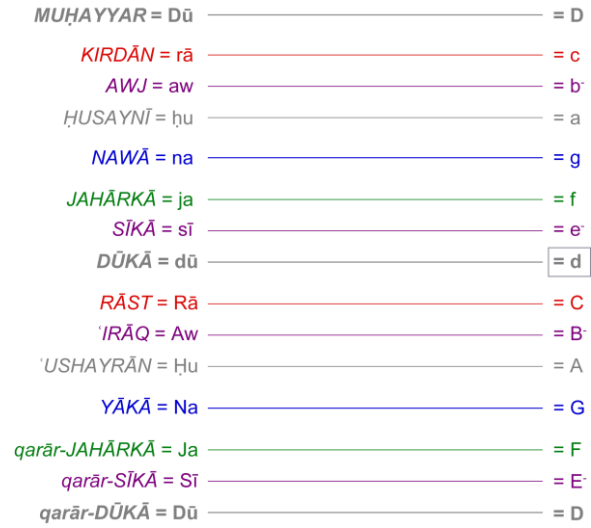 MUḤAYYAR = Dū = D
KIRDĀN = rā = c
AWJ = aw = b-
ḤUSAYNĪ = ḥu = a
NAWĀ = na = g
JAHĀRKĀ = ja = f
SĪKĀ = sī = e-
DŪKĀ = dū = d
RĀST = Rā = C
ʿIRĀQ = Aw = B-
ʿUSHAYRĀN = Ḥu = A
YĀKĀ = Na = G
qarār-JAHĀRKĀ = Ja = F
qarār-SĪKĀ = Sī = E-
qarār-DŪKĀ = Dū = D